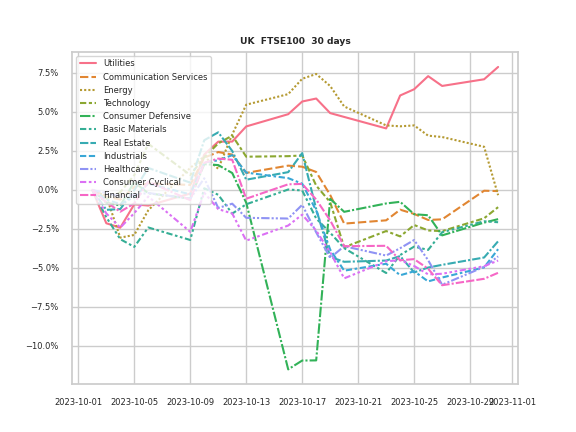 UK FTSE100 30 days
Utilities
Communication Services
Energy
Technology
Consumer Defensive
Basic Materials
Real Estate
Industrials
Healthcare
Consumer Cyclical
Financial
7.5%
5.0%
2.5%
0.0%
−2.5%
−5.0%
−7.5%
−10.0%
2023-10-01 2023-10-05 2023-10-09 2023-10-13 2023-10-17 2023-10-21 2023-10-25 2023-10-29 2023-11-01